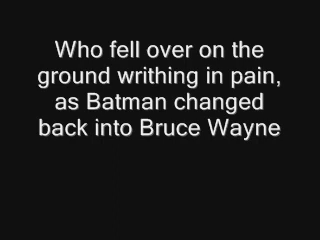 Who fell over on the
ground writhing in pain,
as Batman changed
back into Bruce Wayne